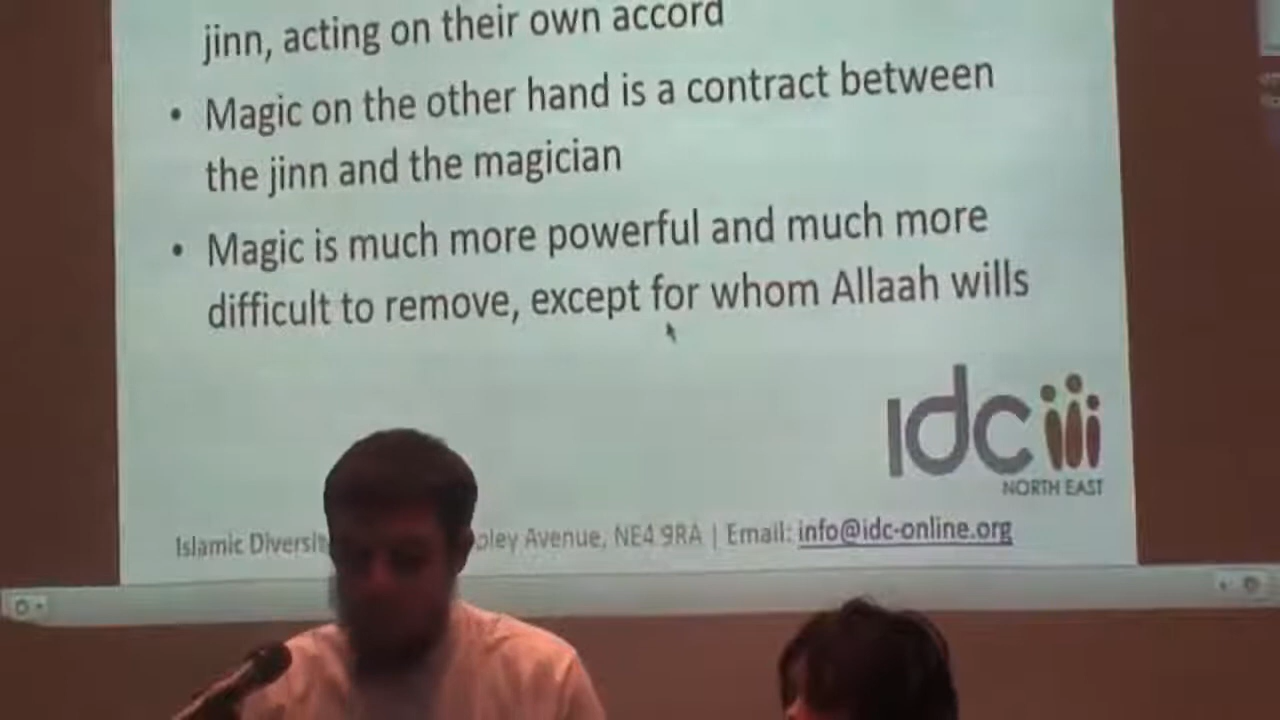 jinn, acting on their own accord
• Magic on the other hand is a contract between
the jinn and the magician
• Magic is much more powerful and much more
difficult to remove, except for whom Allaah wills
idc
NORTH EAST
Islamic Avenue, NE4 9RA | Email: info@idc-online.org